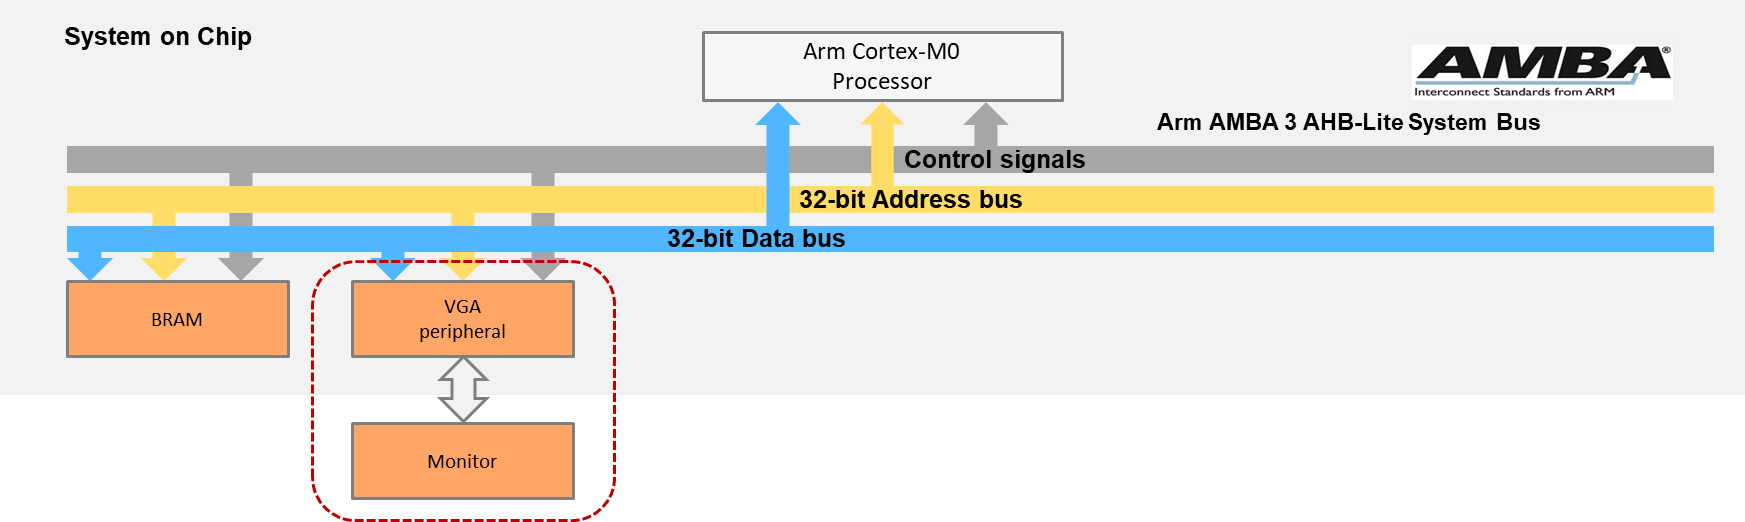 System on Chip
Arm Cortex-M0
Processor
AMBA®
Interconnect Standards from ARM
Arm AMBA 3 AHB-Lite System Bus
Control signals
32-bit Address bus
32-bit Data bus
BRAM
VGA
peripheral
Monitor